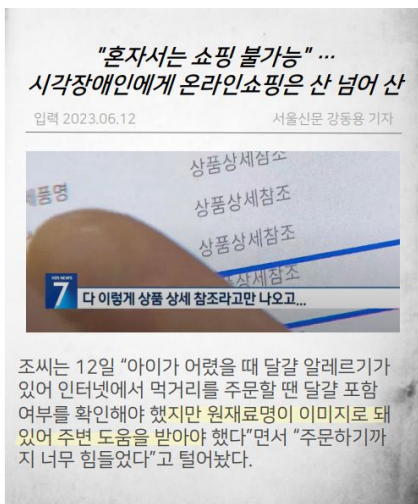 "혼자서는 쇼핑 불가능" …
시각장애인에게 온라인쇼핑은 산 넘어 산
입력 2023.06.12 서울신문 강동용 기자
상품상세참조
제품명
상품상세참조
상품상세참조
상품상세참조
KBS NEWS
7 다 이렇게 상품 상세 참조라고만 나오고...
조씨는 12일 “아이가 어렸을 때 달걀 알레르기가
있어 인터넷에서 먹거리를 주문할 땐 달걀 포함
여부를 확인해야 했지만 원재료명이 이미지로 돼
있어 주변 도움을 받아야 했다”면서 “주문하기까
지 너무 힘들었다”고 털어놨다.